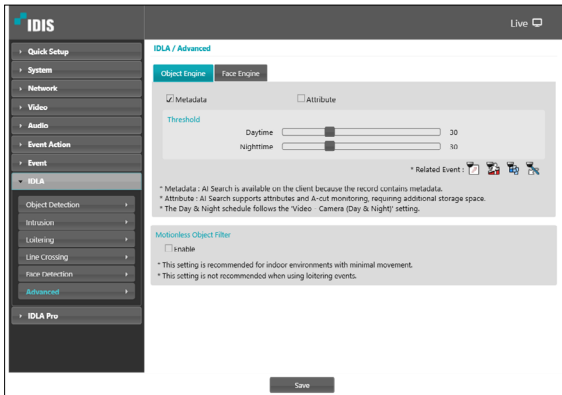 IDIS
Live
Quick Setup
System
Network
Video
Audio
Event Action
Event
IDLA
Object Detection
Intrusion
Loitering
Line Crossing
Face Detection
Advanced
IDLA Pro
IDLA / Advanced
Object Engine
Face Engine
Metadata
Attribute
Threshold
Daytime 30
Nighttime 30
* Related Event :
* Metadata : AI Search is available on the client because the record contains metadata.
* Attribute : AI Search supports attributes and A-cut monitoring, requiring additional storage space.
* The Day & Night schedule follows the 'Video - Camera (Day & Night)' setting.
Motionless Object Filter
Enable
* This setting is recommended for indoor environments with minimal movement.
* This setting is not recommended when using loitering events.
Save